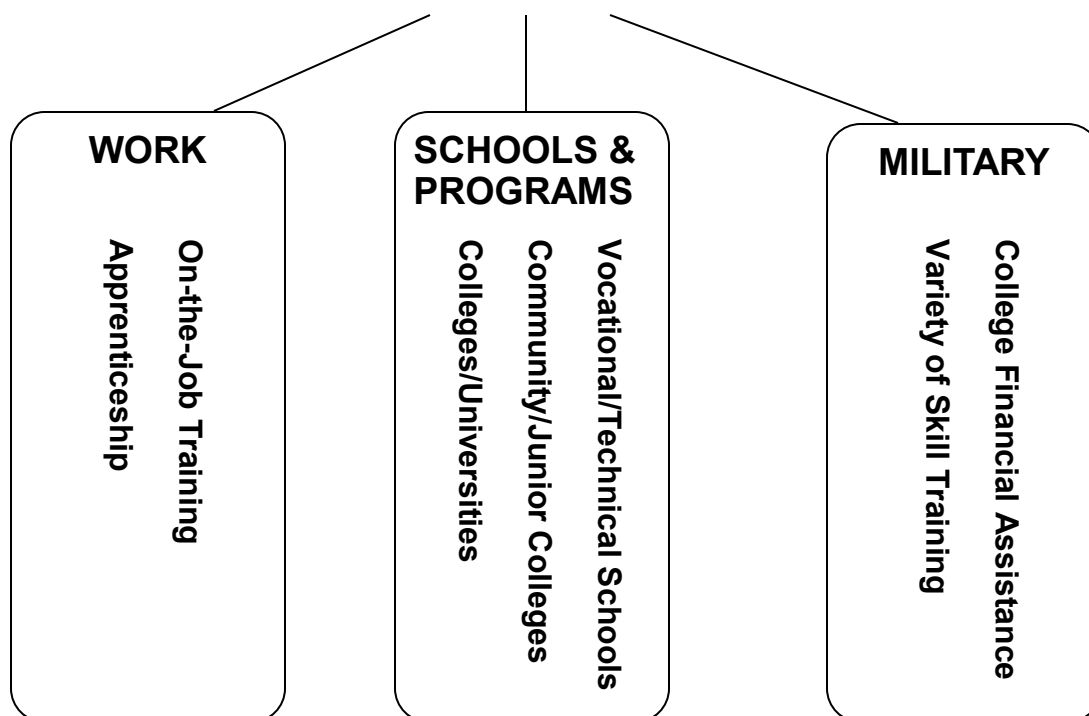 WORK
On-the-Job Training
Apprenticeship
SCHOOLS &
PROGRAMS
Vocational/Technical Schools
Community/Junior Colleges
Colleges/Universities
MILITARY
College Financial Assistance
Variety of Skill Training